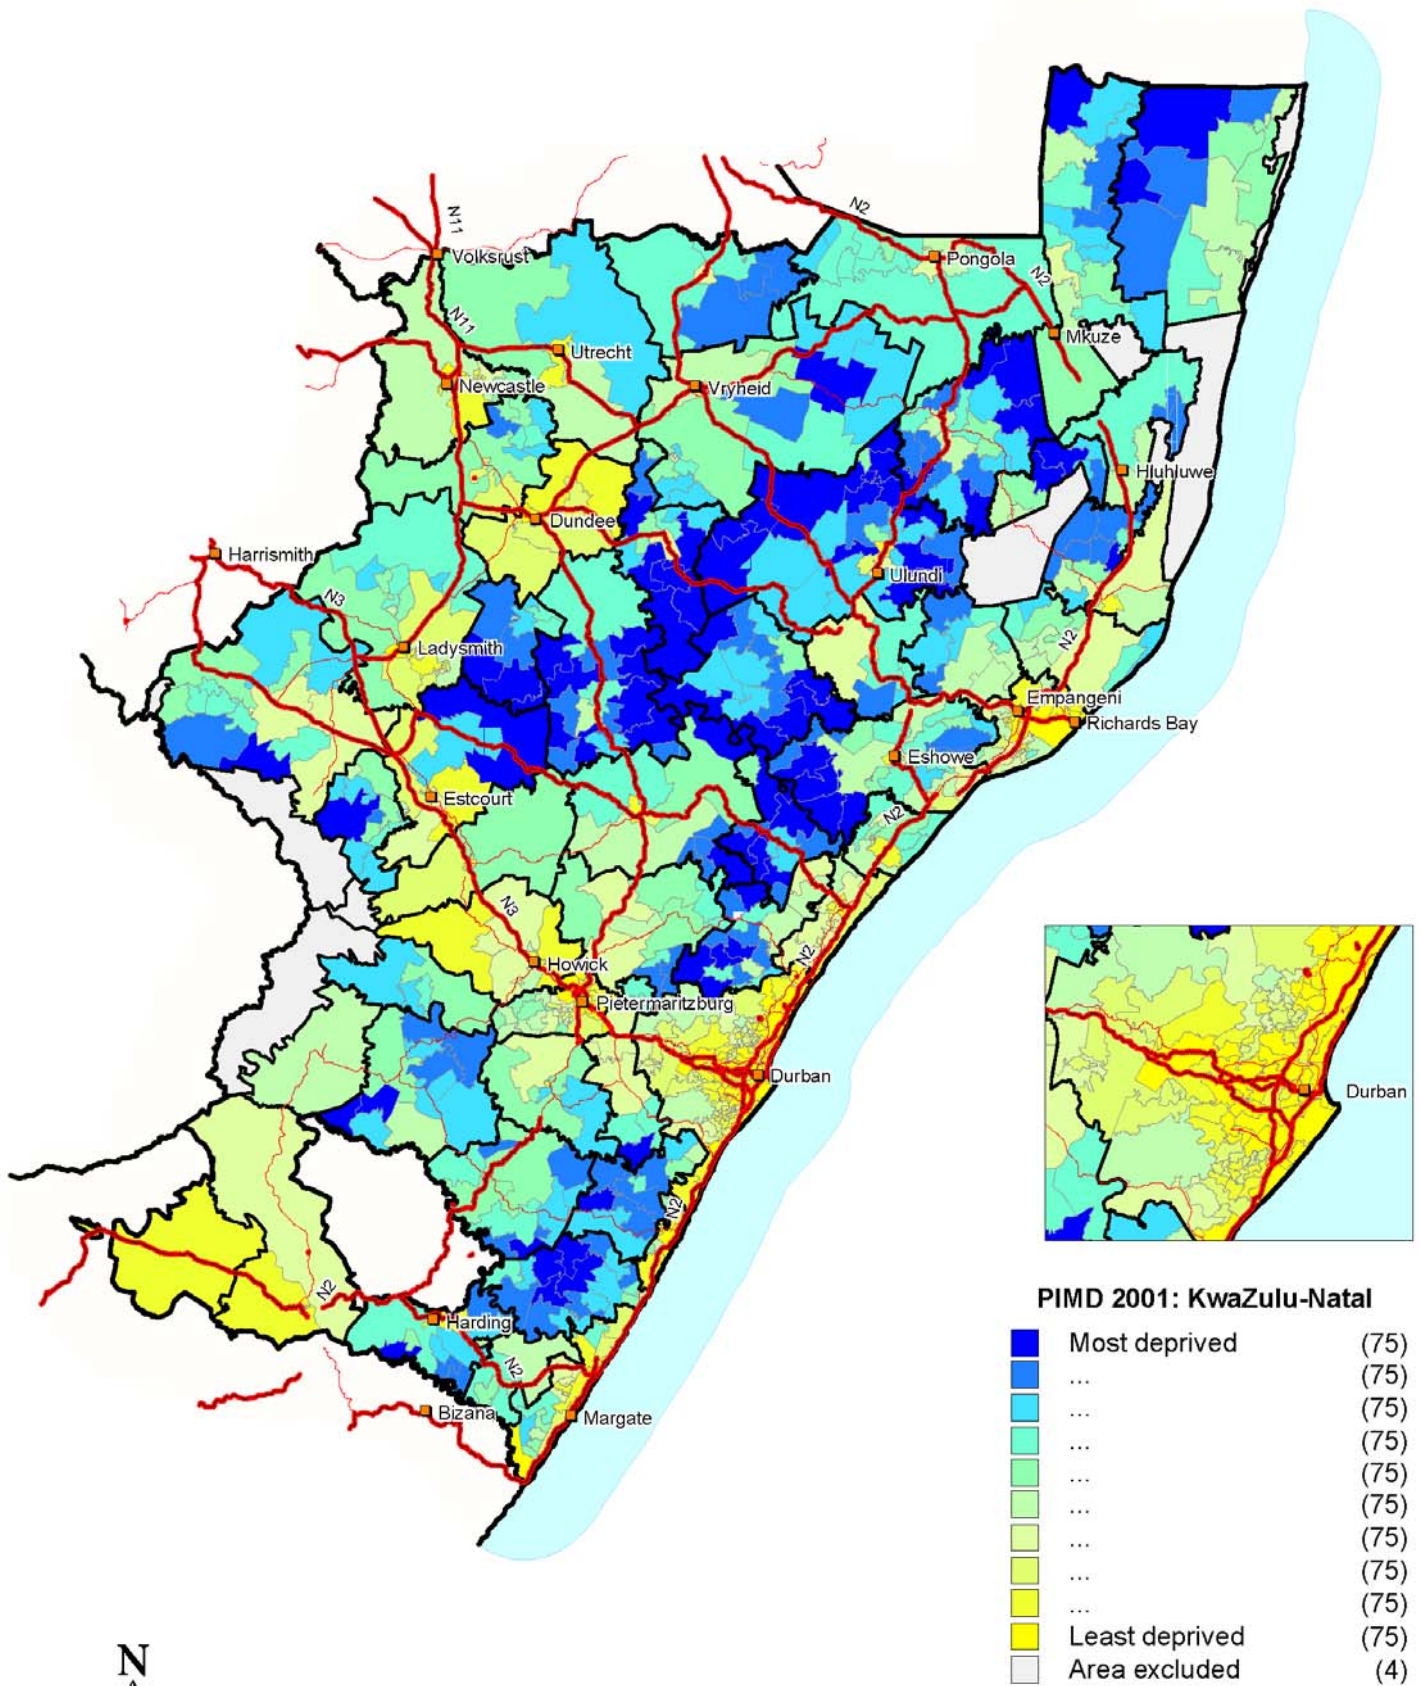 N2
N11
Volksrust
Pongola
N2
N11
Mkuze
Utrecht
Newcastle
Vryheid
Hluhluwe
Dundee
Harrismith
Ulundi
N3
N2
Ladysmith
Empangeni
Richards Bay
Eshowe
Estcourt
N2
N3
N2
Howick
Pietermaritzburg
Durban
Durban
N2
N2
Harding
N2
Bizana
Margate
PIMD 2001: KwaZulu-Natal
Most deprived (75)
... (75)
... (75)
... (75)
... (75)
... (75)
... (75)
... (75)
... (75)
Least deprived (75)
Area excluded (4)
N